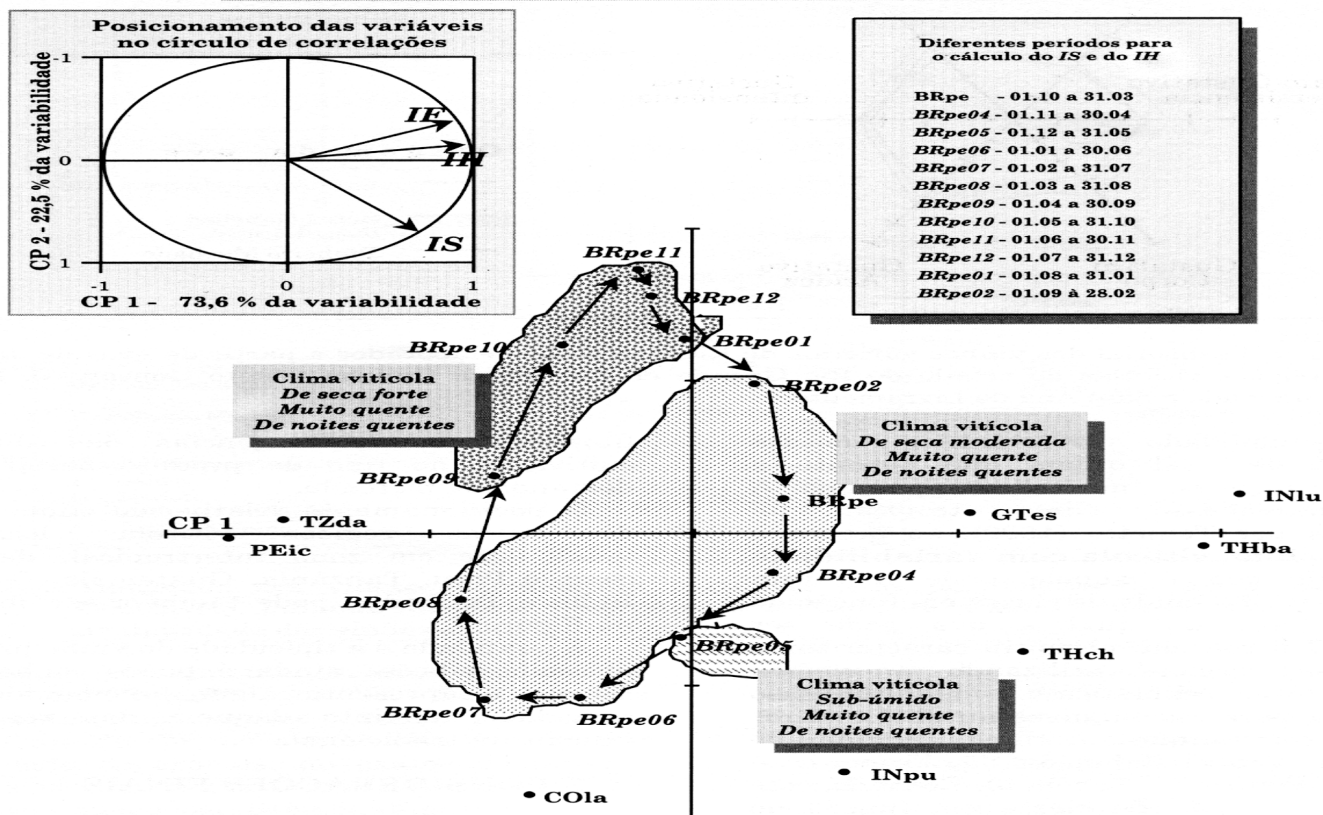 Posicionamento das variáveis
no círculo de correlações
CP 2 - 22,5 % da variabilidade
-1
0
1
IF
IH
IS
-1
0
1
CP 1 - 73,6 % da variabilidade
Diferentes períodos para
o cálculo do IS e do IH
BRpe - 01.10 a 31.03
BRpe04 - 01.11 a 30.04
BRpe05 - 01.12 a 31.05
BRpe06 - 01.01 a 30.06
BRpe07 - 01.02 a 31.07
BRpe08 - 01.03 a 31.08
BRpe09 - 01.04 a 30.09
BRpe10 - 01.05 a 31.10
BRpe11 - 01.06 a 30.11
BRpe12 - 01.07 a 31.12
BRpe01 - 01.08 a 31.01
BRpe02 - 01.09 à 28.02
BRpe11
BRpe12
BRpe10
BRpe01
BRpe02
Clima vitícola
De seca forte
Muito quente
De noites quentes
Clima vitícola
De seca moderada
Muito quente
De noites quentes
BRpe09
BRpe
INlu
GTes
CP 1
TZda
PEic
THba
BRpe04
BRpe08
BRpe05
THch
Clima vitícola
Sub-úmido
Muito quente
De noites quentes
BRpe07
BRpe06
INpu
COla